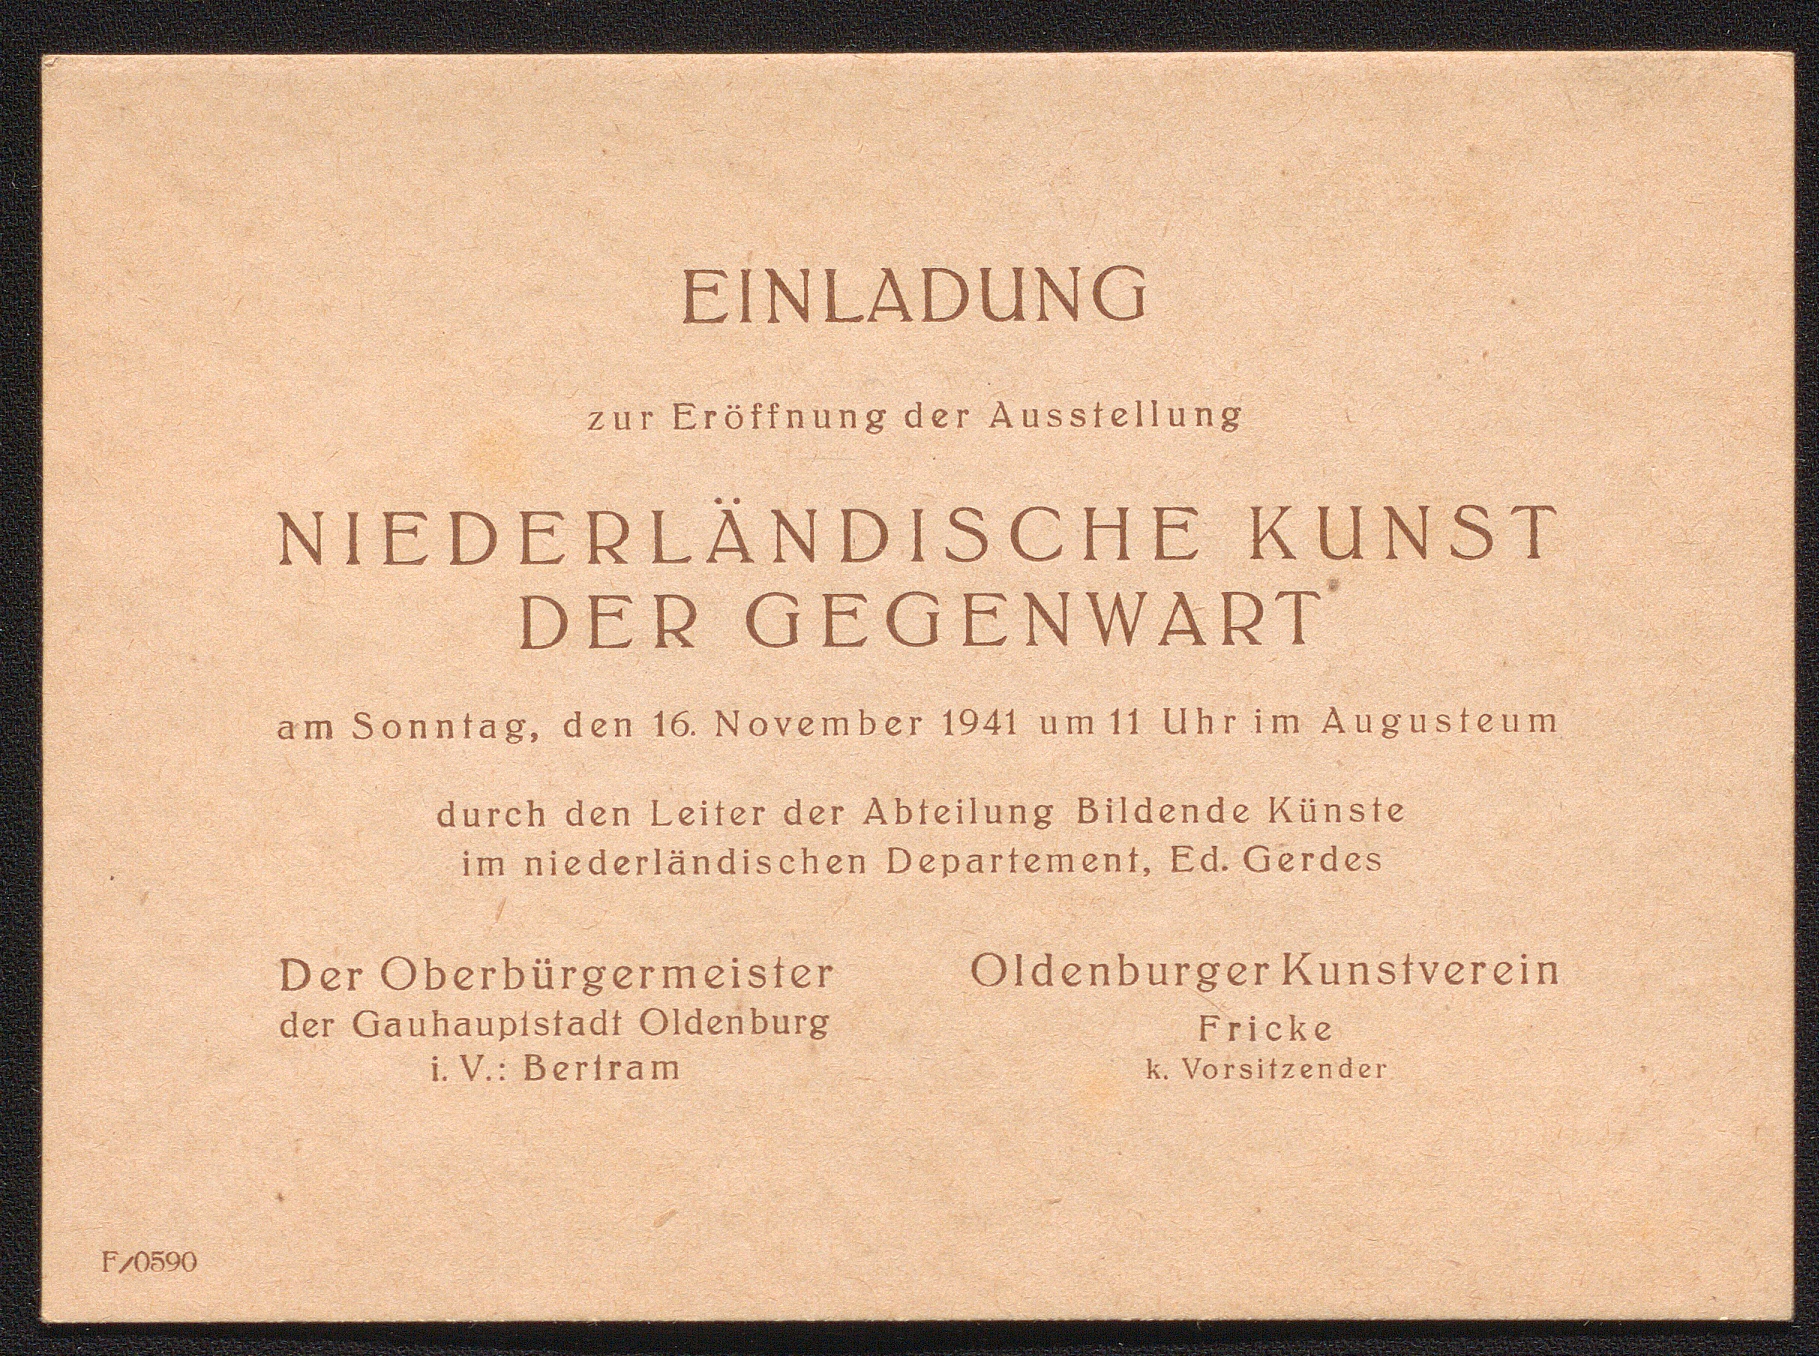 EINLADUNG
zur Eröffnung der Ausstellung
NIEDERLÄNDISCHE KUNST
DER GEGENWART
am Sonntag, den 16. November 1941 um 11 Uhr im Augusteum
durch den Leiter der Abteilung Bildende Künste
im niederländischen Departement, Ed. Gerdes
Der Oberbürgermeister
der Gauhauptstadt Oldenburg
i. V.: Bertram
Oldenburger Kunstverein
Fricke
k. Vorsitzender
F/0590